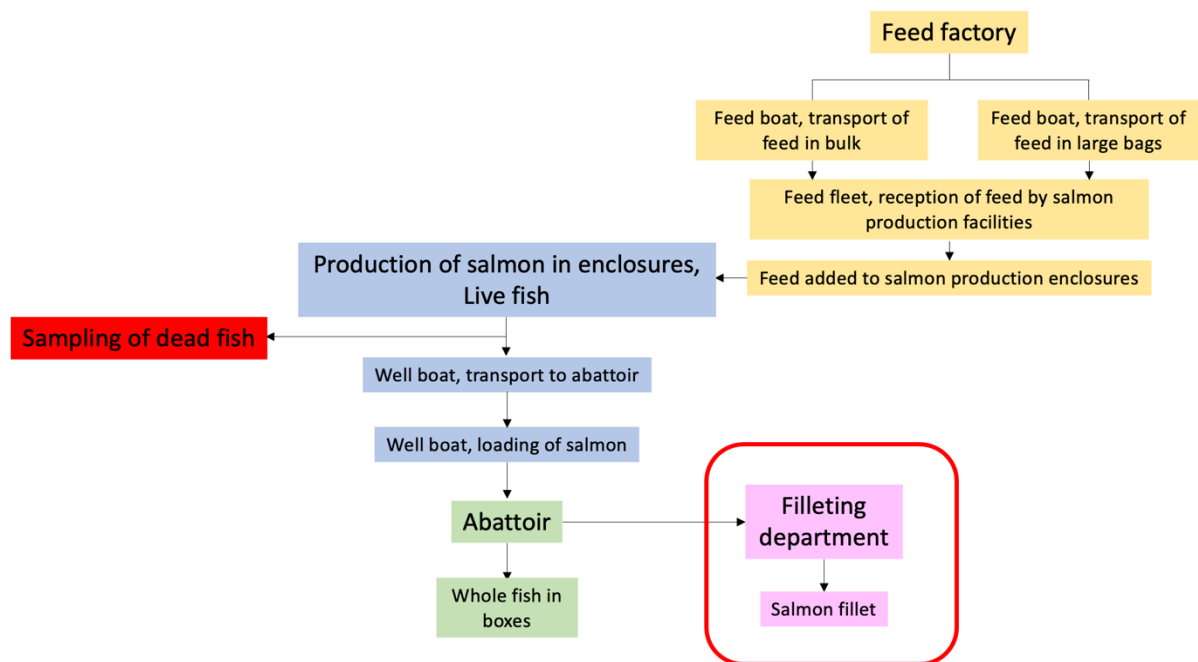 Feed factory
Feed boat, transport of
feed in bulk
Feed boat, transport of
feed in large bags
Feed fleet, reception of feed by salmon
production facilities
Feed added to salmon production enclosures
Production of salmon in enclosures,
Live fish
Sampling of dead fish
Well boat, transport to abattoir
Well boat, loading of salmon
Abattoir
Filleting
department
Whole fish in
boxes
Salmon fillet